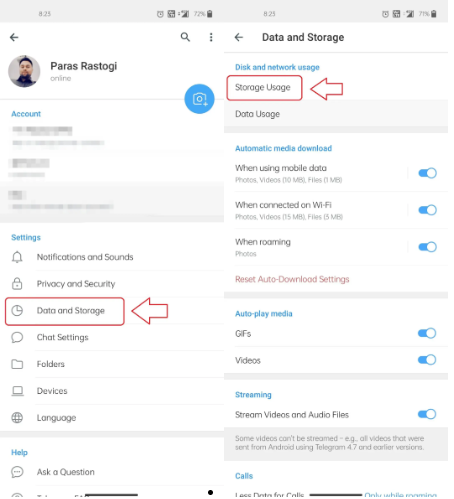 8:23
72%
Paras Rastogi
online
Account
Settings
Notifications and Sounds
Privacy and Security
Data and Storage
Chat Settings
Folders
Devices
Language
Help
Ask a Question
8:23
71%
Data and Storage
Disk and network usage
Storage Usage
Data Usage
Automatic media download
When using mobile data
Photos, Videos (10 MB), Files (1 MB)
When connected on Wi-Fi
Photos, Videos (15 MB), Files (3 MB)
When roaming
Photos
Reset Auto-Download Settings
Auto-play media
GIFs
Videos
Streaming
Stream Videos and Audio Files
Some videos can't be streamed - e.g., all videos that were
sent from Android using Telegram 4.7 and earlier versions.
Calls
Less Data for Calls
Only while roaming